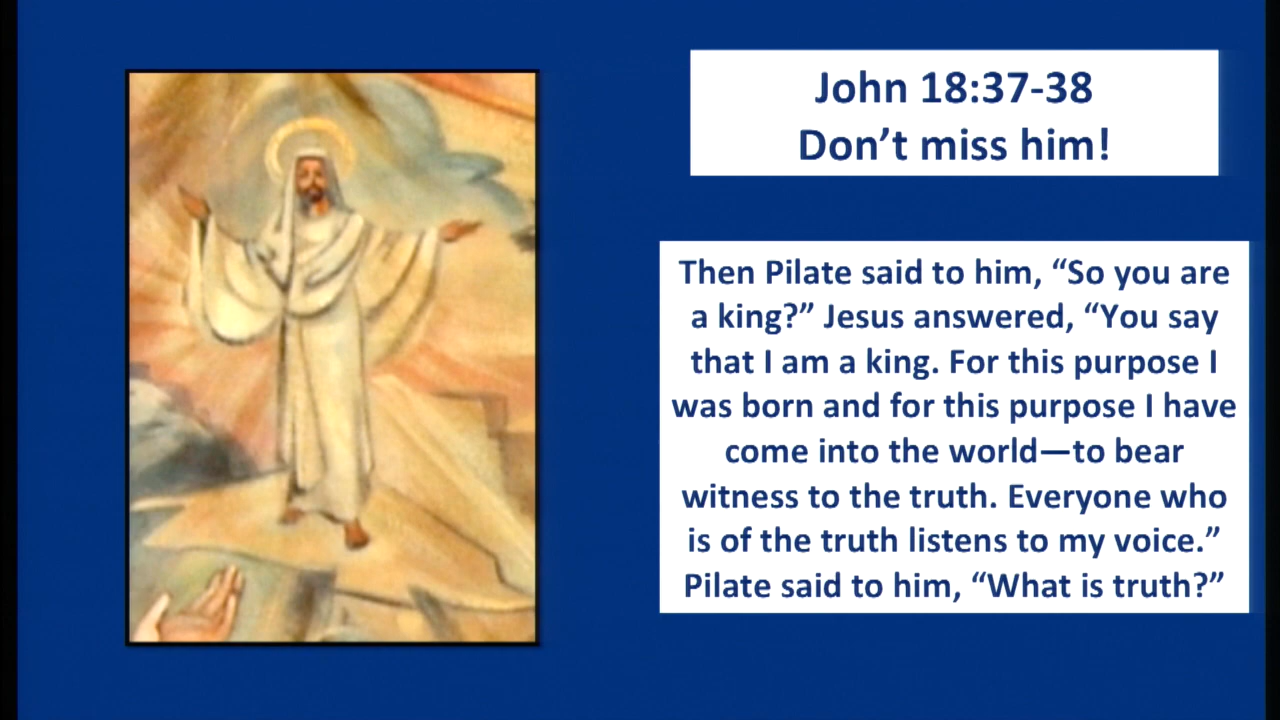 John 18:37-38
Don’t miss him!
Then Pilate said to him, “So you are
a king?” Jesus answered, “You say
that I am a king. For this purpose I
was born and for this purpose I have
come into the world—to bear
witness to the truth. Everyone who
is of the truth listens to my voice.”
Pilate said to him, “What is truth?”